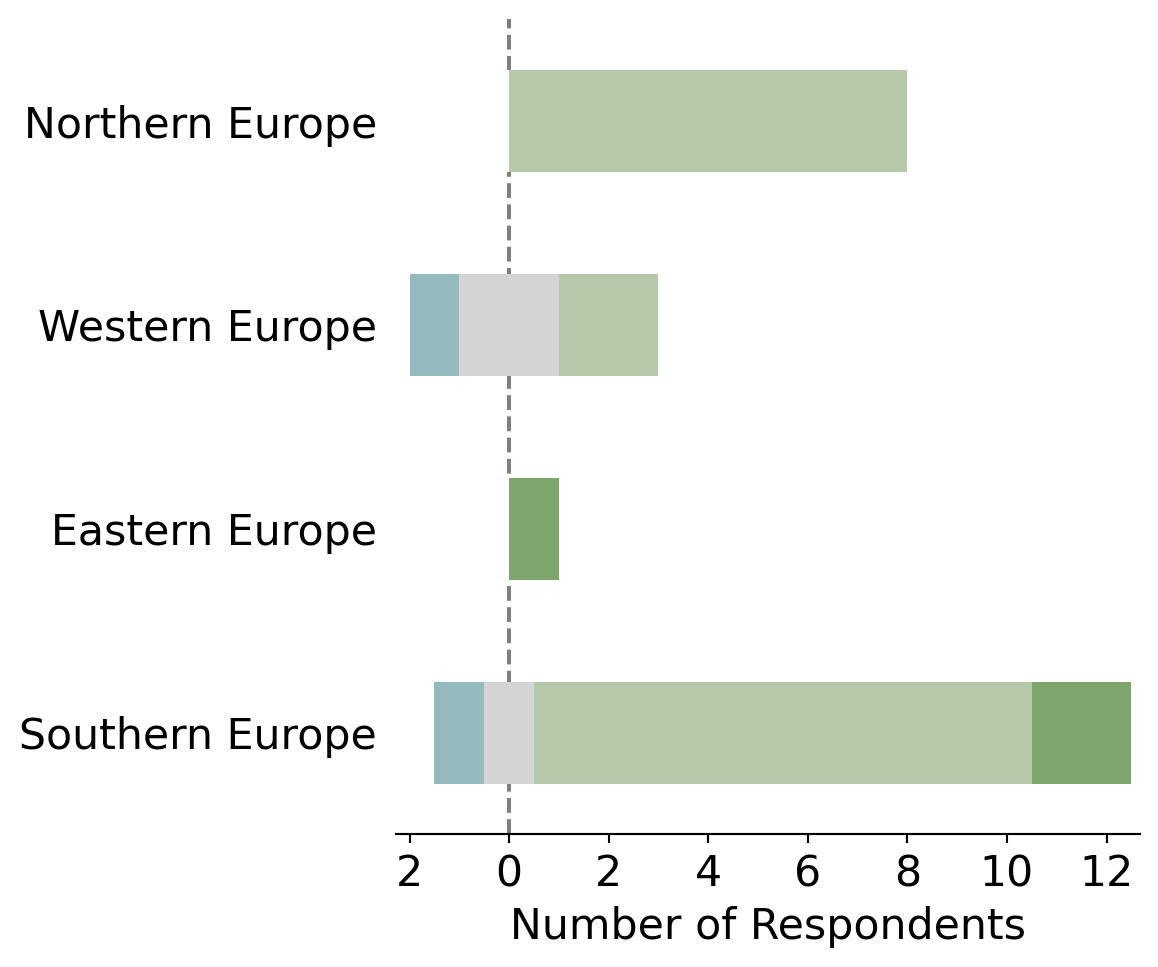 Northern Europe
Western Europe
Eastern Europe
Southern Europe
2 0 2 4 6 8 10 12
Number of Respondents